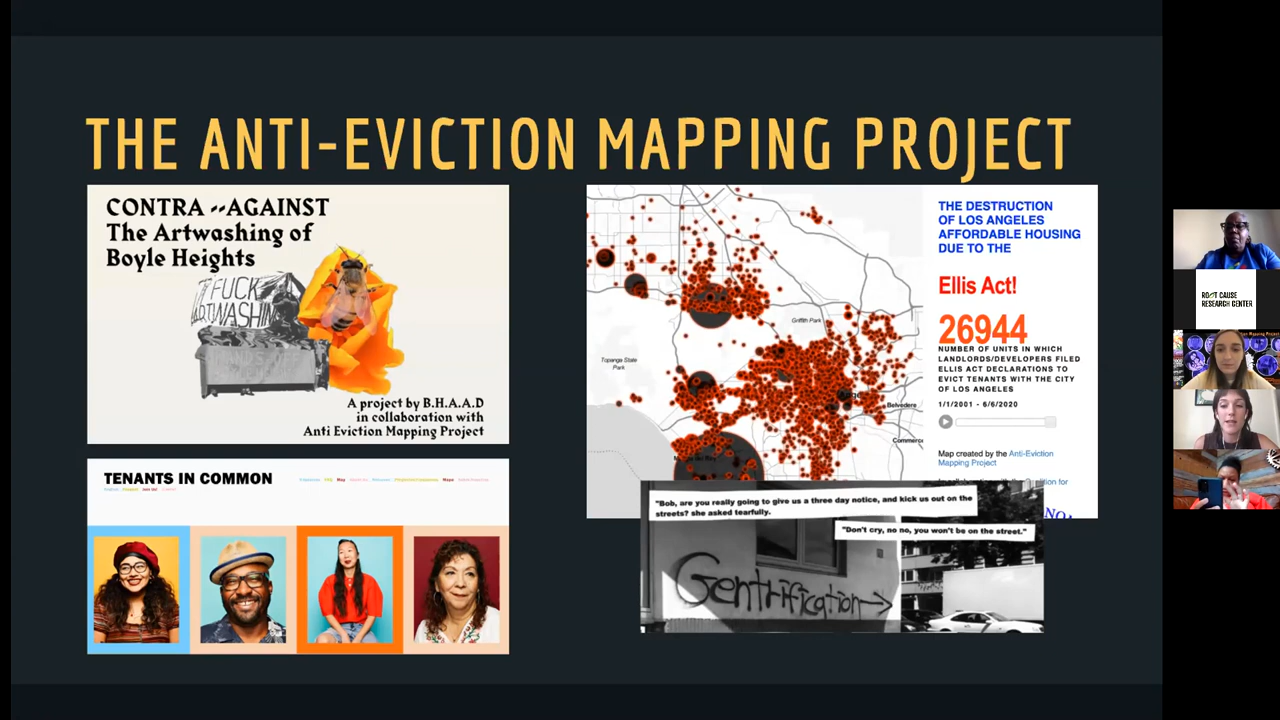 THE ANTI-EVICTION MAPPING PROJECT
CONTRA --AGAINST
The Artwashing of
Boyle Heights
FUCK
ARTWASHING
A project by B.H.A.A.D
in collaboration with
Anti Eviction Mapping Project
TENANTS IN COMMON
Map
Maps
Griffith Park
Topanga State
Park
Belvedere
Commerc
THE DESTRUCTION
OF LOS ANGELES
AFFORDABLE HOUSING
DUE TO THE
Ellis Act!
26944
NUMBER OF UNITS IN WHICH
LANDLORDS/DEVELOPERS FILED
ELLIS ACT DECLARATIONS TO
EVICT TENANTS WITH THE CITY
OF LOS ANGELES
1/1/2001 - 6/6/2020
Map created by the Anti-Eviction
Mapping Project
"Bob, are you really going to give us a three day notice, and kick us out on the
streets? she asked tearfully.
"Don't cry, no no, you won't be on the street."
Gentrification
ROOT CAUSE
RESEARCH CENTER